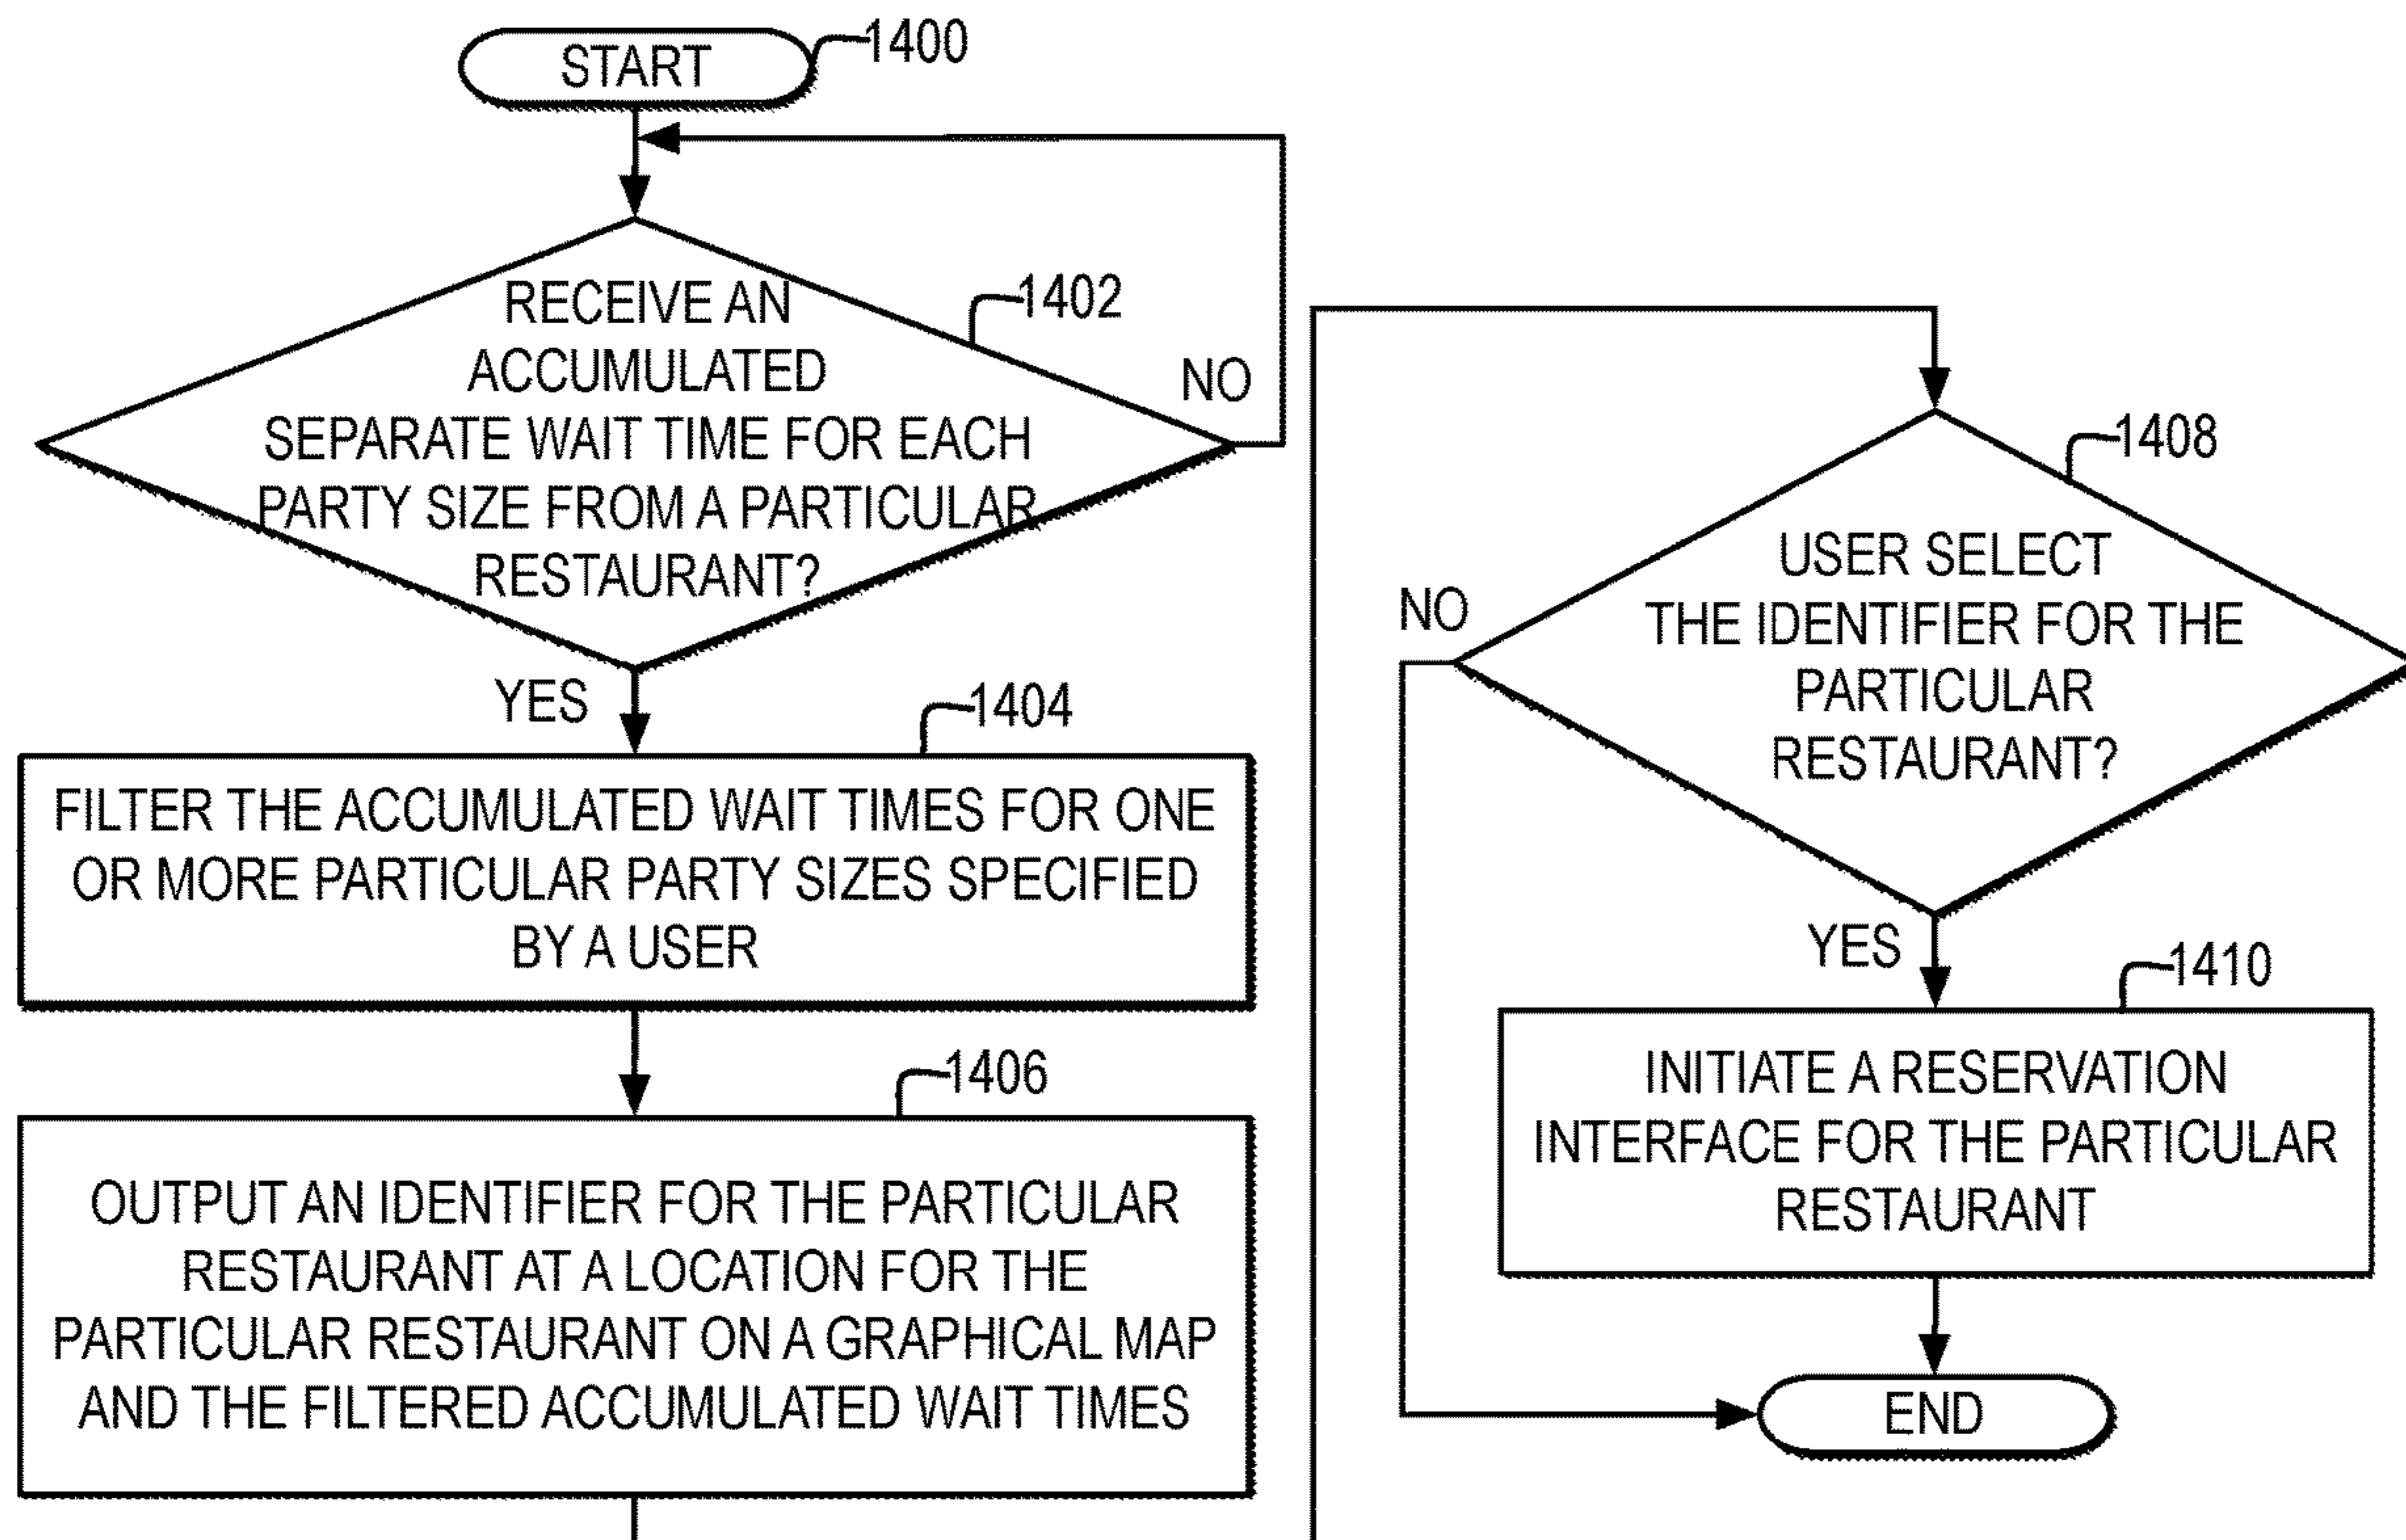 START
1400
RECEIVE AN
ACCUMULATED
SEPARATE WAIT TIME FOR EACH
PARTY SIZE FROM A PARTICULAR
RESTAURANT?
1402
NO
YES
1404
FILTER THE ACCUMULATED WAIT TIMES FOR ONE
OR MORE PARTICULAR PARTY SIZES SPECIFIED
BY A USER
1406
OUTPUT AN IDENTIFIER FOR THE PARTICULAR
RESTAURANT AT A LOCATION FOR THE
PARTICULAR RESTAURANT ON A GRAPHICAL MAP
AND THE FILTERED ACCUMULATED WAIT TIMES
1408
USER SELECT
THE IDENTIFIER FOR THE
PARTICULAR
RESTAURANT?
NO
YES
1410
INITIATE A RESERVATION
INTERFACE FOR THE PARTICULAR
RESTAURANT
END